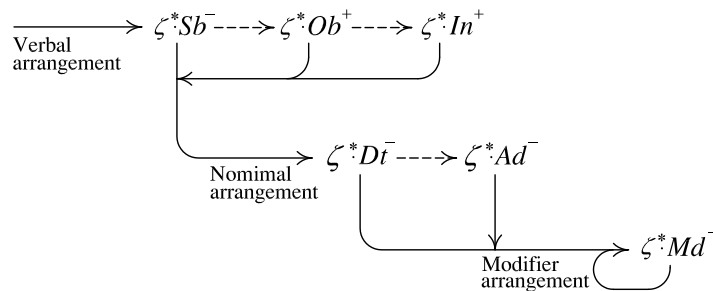 ζ*Sb⁻ ζ*Ob⁺ ζ*In⁺
Verbal
arrangement
ζ*Dt⁻ ζ*Ad⁻
Nomimal
arrangement
ζ*Md⁻
Modifier
arrangement